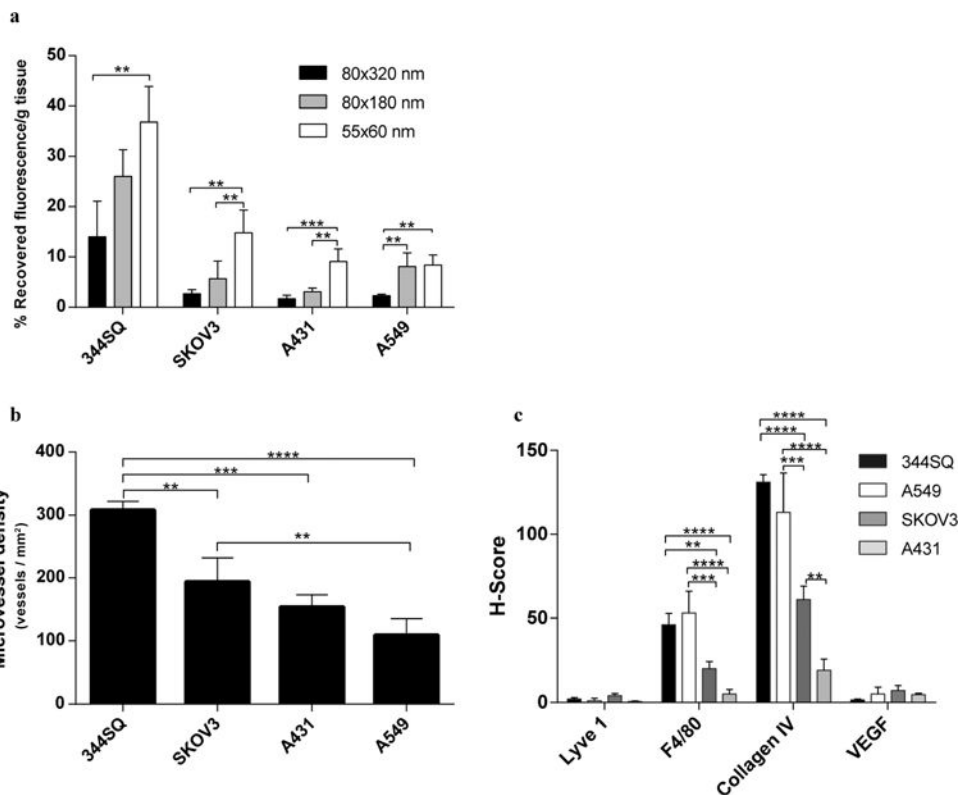 a
50
40
30
20
10
0
% Recovered fluorescence/g tissue
80x320 nm
80x180 nm
55x60 nm
**
**
**
***
**
**
**
344SQ
SKOV3
A431
A549
b
400
300
200
100
0
Microvessel density
(vessels / mm²)
****
***
**
**
344SQ
SKOV3
A431
A549
c
150
100
50
0
H-Score
344SQ
A549
SKOV3
A431
****
**
****
***
****
****
****
***
**
Lyve 1
F4/80
Collagen IV
VEGF